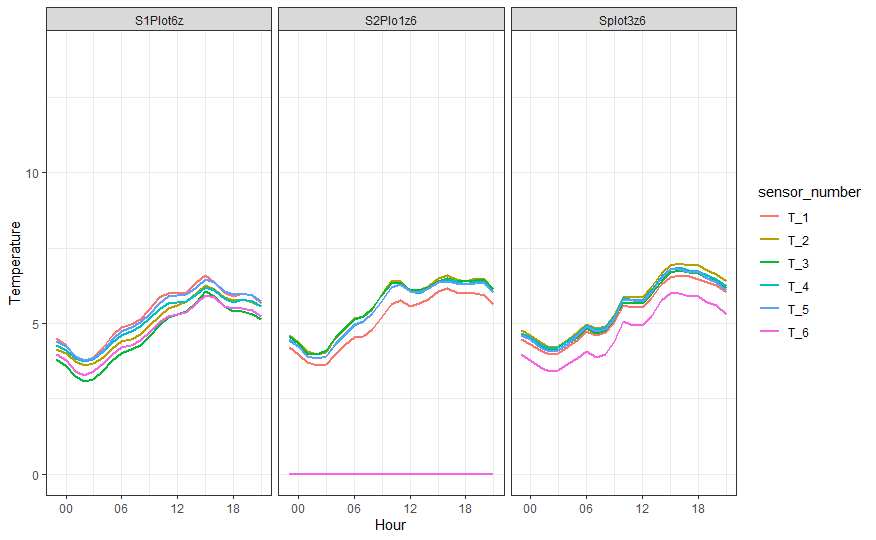 S1Plot6z S2Plo1z6 Splot3z6
Temperature
10
5
0
00 06 12 18 00 06 12 18 00 06 12 18
Hour
sensor_number
T_1
T_2
T_3
T_4
T_5
T_6